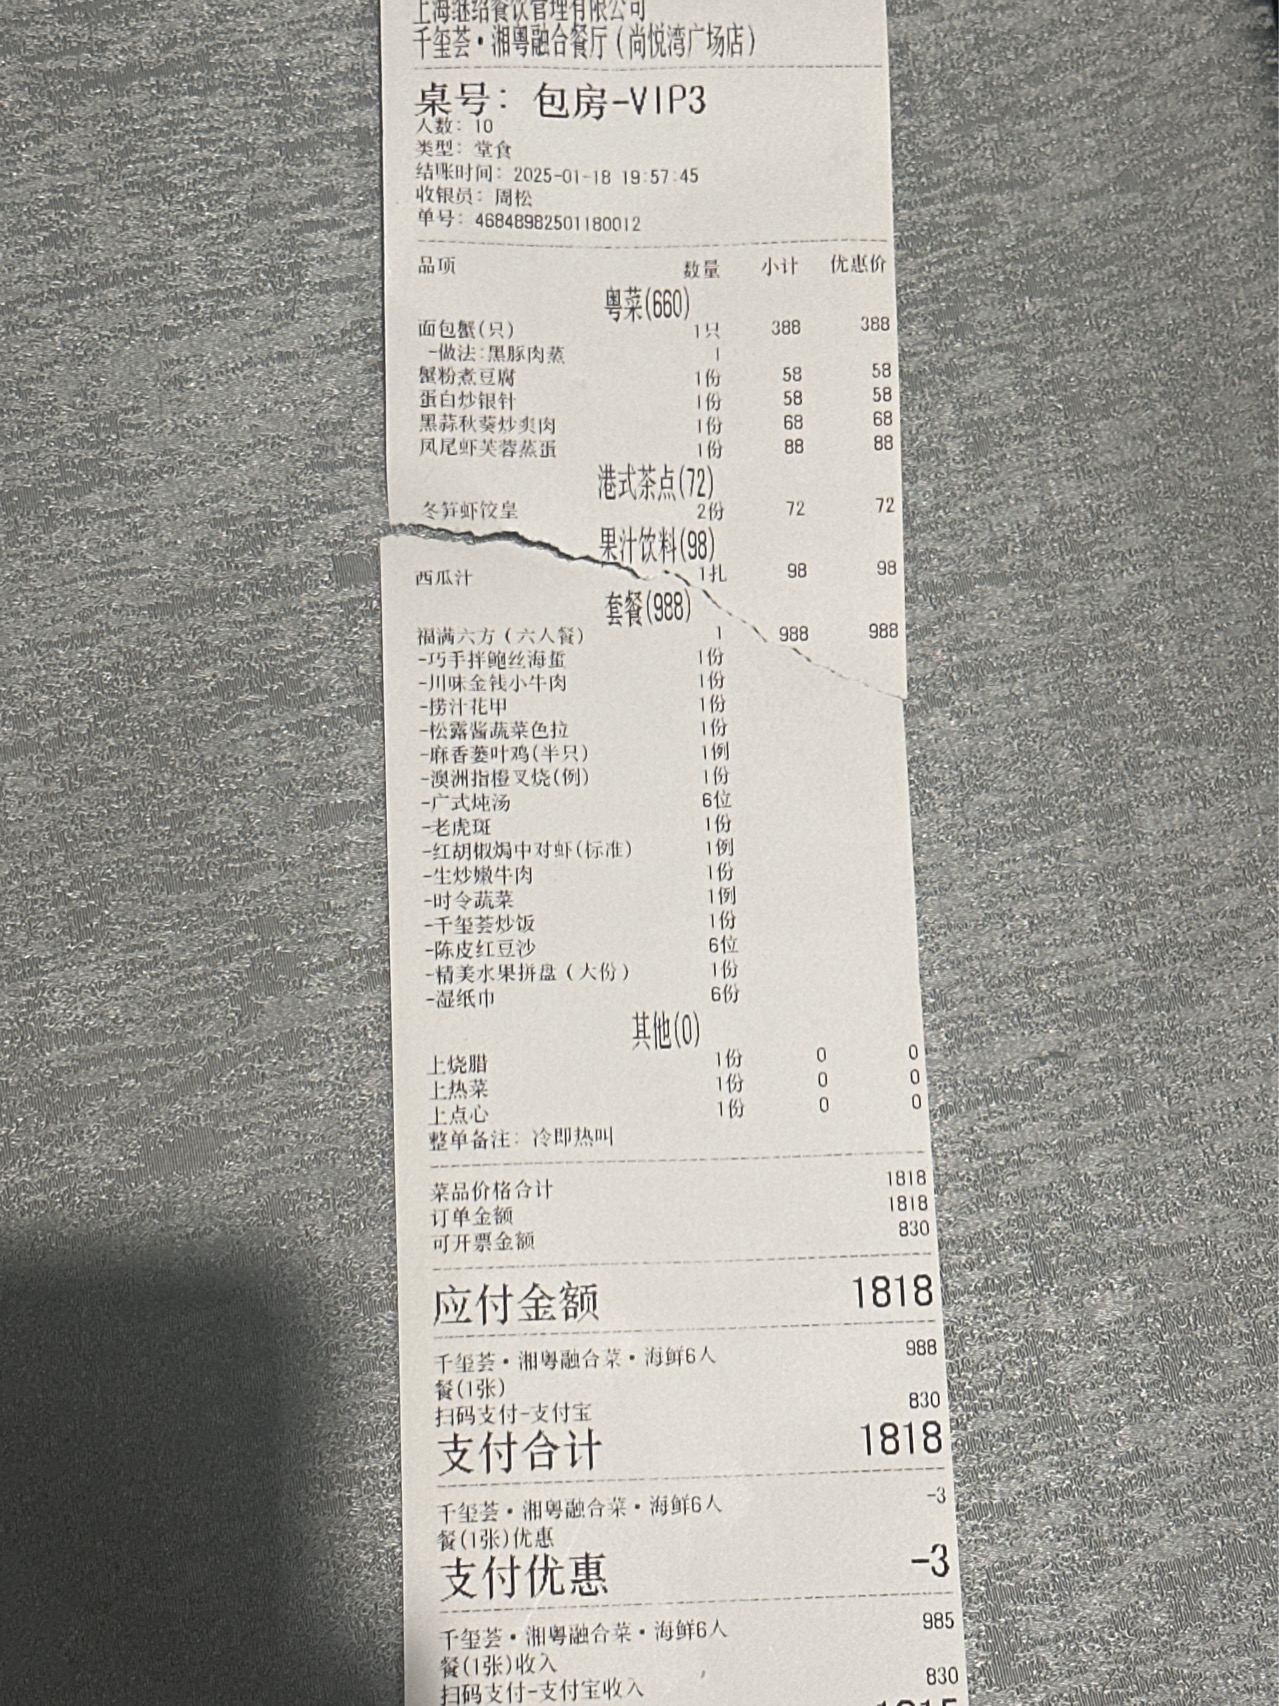 上海继绍餐饮管理有限公司
千玺荟·湘粤融合餐厅(尚悦湾广场店)
桌号: 包房-VIP3
人数: 10
类型: 堂食
结账时间: 2025-01-18 19:57:45
收银员: 周松
单号: 46848982501180012
品项 数量 小计 优惠价
粤菜(660)
面包蟹(只) 1只 388 388
-做法:黑豚肉蒸 1
蟹粉煮豆腐 1份 58 58
蛋白炒银针 1份 58 58
黑蒜秋葵炒爽肉 1份 68 68
凤尾虾芙蓉蒸蛋 1份 88 88
港式茶点(72)
冬笋虾饺皇 2份 72 72
果汁饮料(98)
西瓜汁 1扎 98 98
套餐(988)
福满六方(六人餐) 1 988 988
-巧手拌鲍丝海蜇 1份
-川味金钱小牛肉 1份
-捞汁花甲 1份
-松露酱蔬菜色拉 1份
-麻香蒌叶鸡(半只) 1例
-澳洲指橙叉烧(例) 1份
-广式炖汤 6位
-老虎斑 1份
-红胡椒焗中对虾(标准) 1例
-生炒嫩牛肉 1份
-时令蔬菜 1例
-千玺荟炒饭 1份
-陈皮红豆沙 6位
-精美水果拼盘(大份) 1份
-湿纸巾 6份
其他(0)
上烧腊 1份 0 0
上热菜 1份 0 0
上点心 1份 0 0
整单备注: 冷即热叫
菜品价格合计 1818
订单金额 1818
可开票金额 830
应付金额 1818
千玺荟·湘粤融合菜·海鲜6人 988
餐(1张)
扫码支付-支付宝 830
支付合计 1818
千玺荟·湘粤融合菜·海鲜6人 -3
餐(1张)优惠
支付优惠 -3
千玺荟·湘粤融合菜·海鲜6人 985
餐(1张)收入
扫码支付-支付宝收入 830
1815